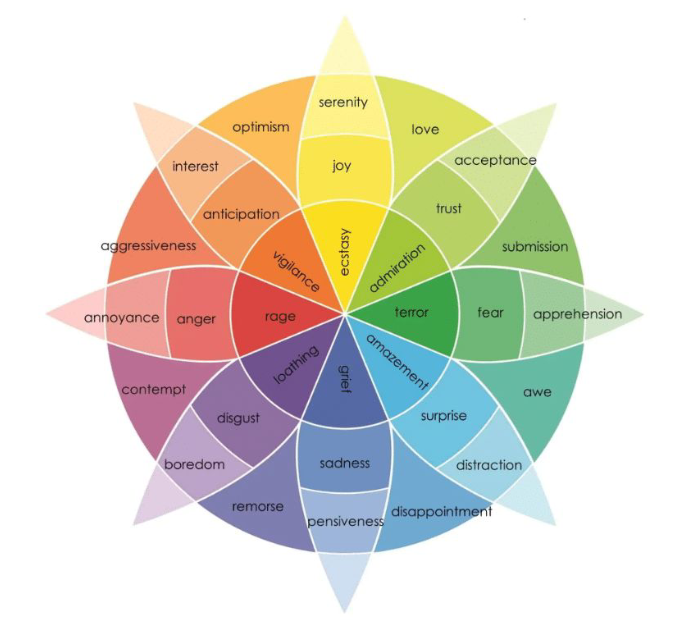 serenity
optimism
love
interest
joy
acceptance
anticipation
trust
aggressiveness
vigilance
ecstasy
admiration
submission
annoyance
anger
rage
terror
fear
apprehension
loathing
grief
amazement
contempt
disgust
surprise
awe
boredom
sadness
distraction
remorse
pensiveness
disappointment